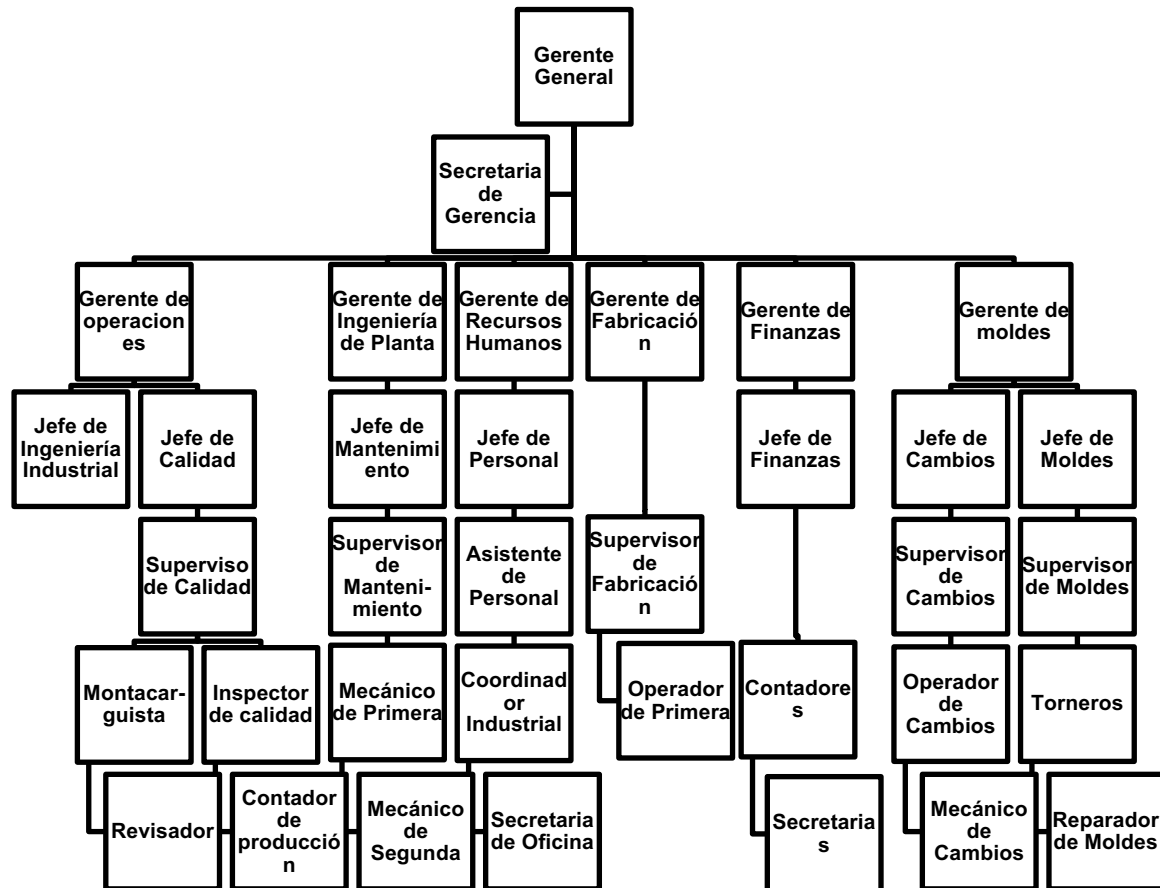 Gerente
General
Secretaria
de
Gerencia
Gerente de
operacion
es
Gerente de
Ingeniería
de Planta
Gerente de
Recursos
Humanos
Gerente de
Fabricació
n
Gerente de
Finanzas
Gerente de
moldes
Jefe de
Ingeniería
Industrial
Jefe de
Calidad
Jefe de
Mantenimi
ento
Jefe de
Personal
Jefe de
Finanzas
Jefe de
Cambios
Jefe de
Moldes
Superviso
de Calidad
Supervisor
de
Manteni-
miento
Asistente
de
Personal
Supervisor
de
Fabricació
n
Supervisor
de
Cambios
Supervisor
de Moldes
Montacar-
guista
Inspector
de calidad
Mecánico
de Primera
Coordinad
or
Industrial
Operador
de Primera
Contadore
s
Operador
de
Cambios
Torneros
Revisador
Contador
de
producció
n
Mecánico
de
Segunda
Secretaria
de Oficina
Secretaria
s
Mecánico
de
Cambios
Reparador
de Moldes